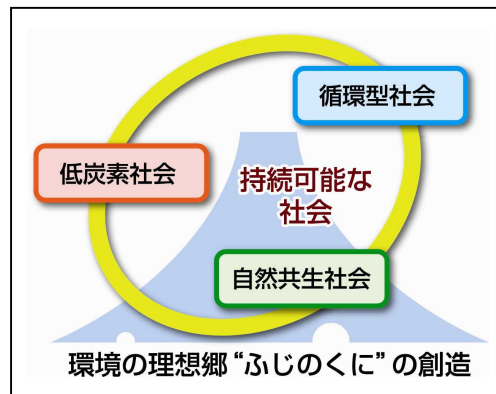 循環型社会
低炭素社会
持続可能な
社会
自然共生社会
環境の理想郷“ふじのくに”の創造